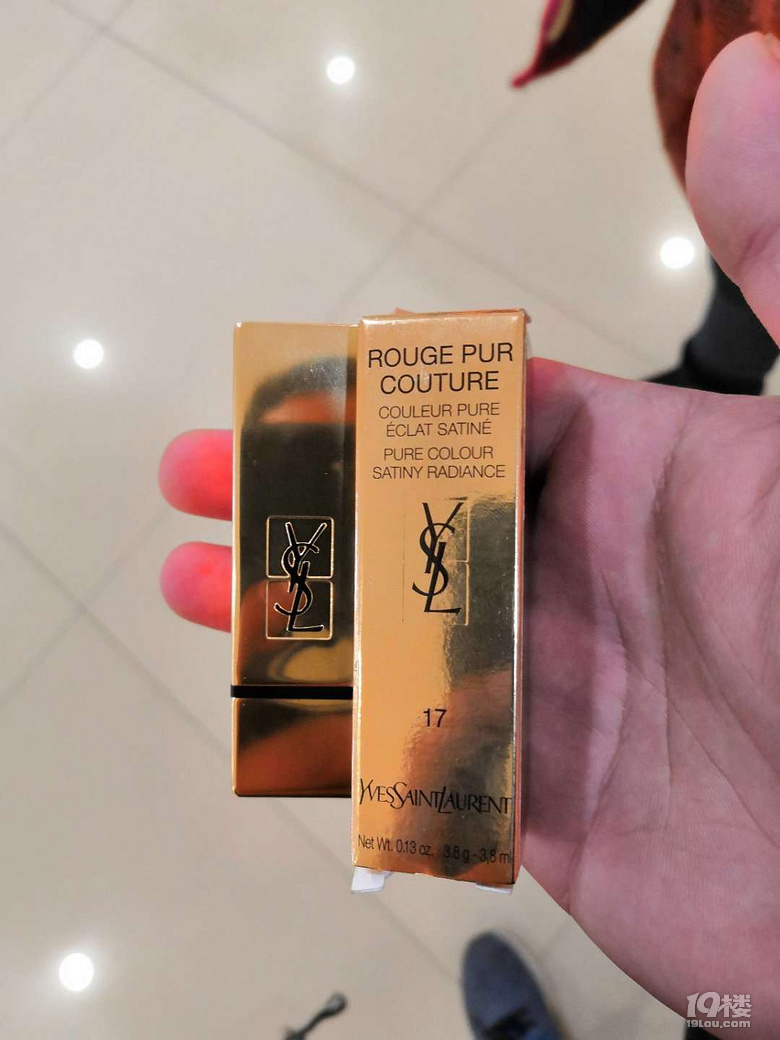 ROUGE PUR
COUTURE
COULEUR PURE
ÉCLAT SATINÉ
PURE COLOUR
SATINY RADIANCE
YSL
YSL
17
YVESSAINTLAURENT
Net Wt. 0.13 oz. 3.8 g - 3,8 ml
19楼
19lou.com